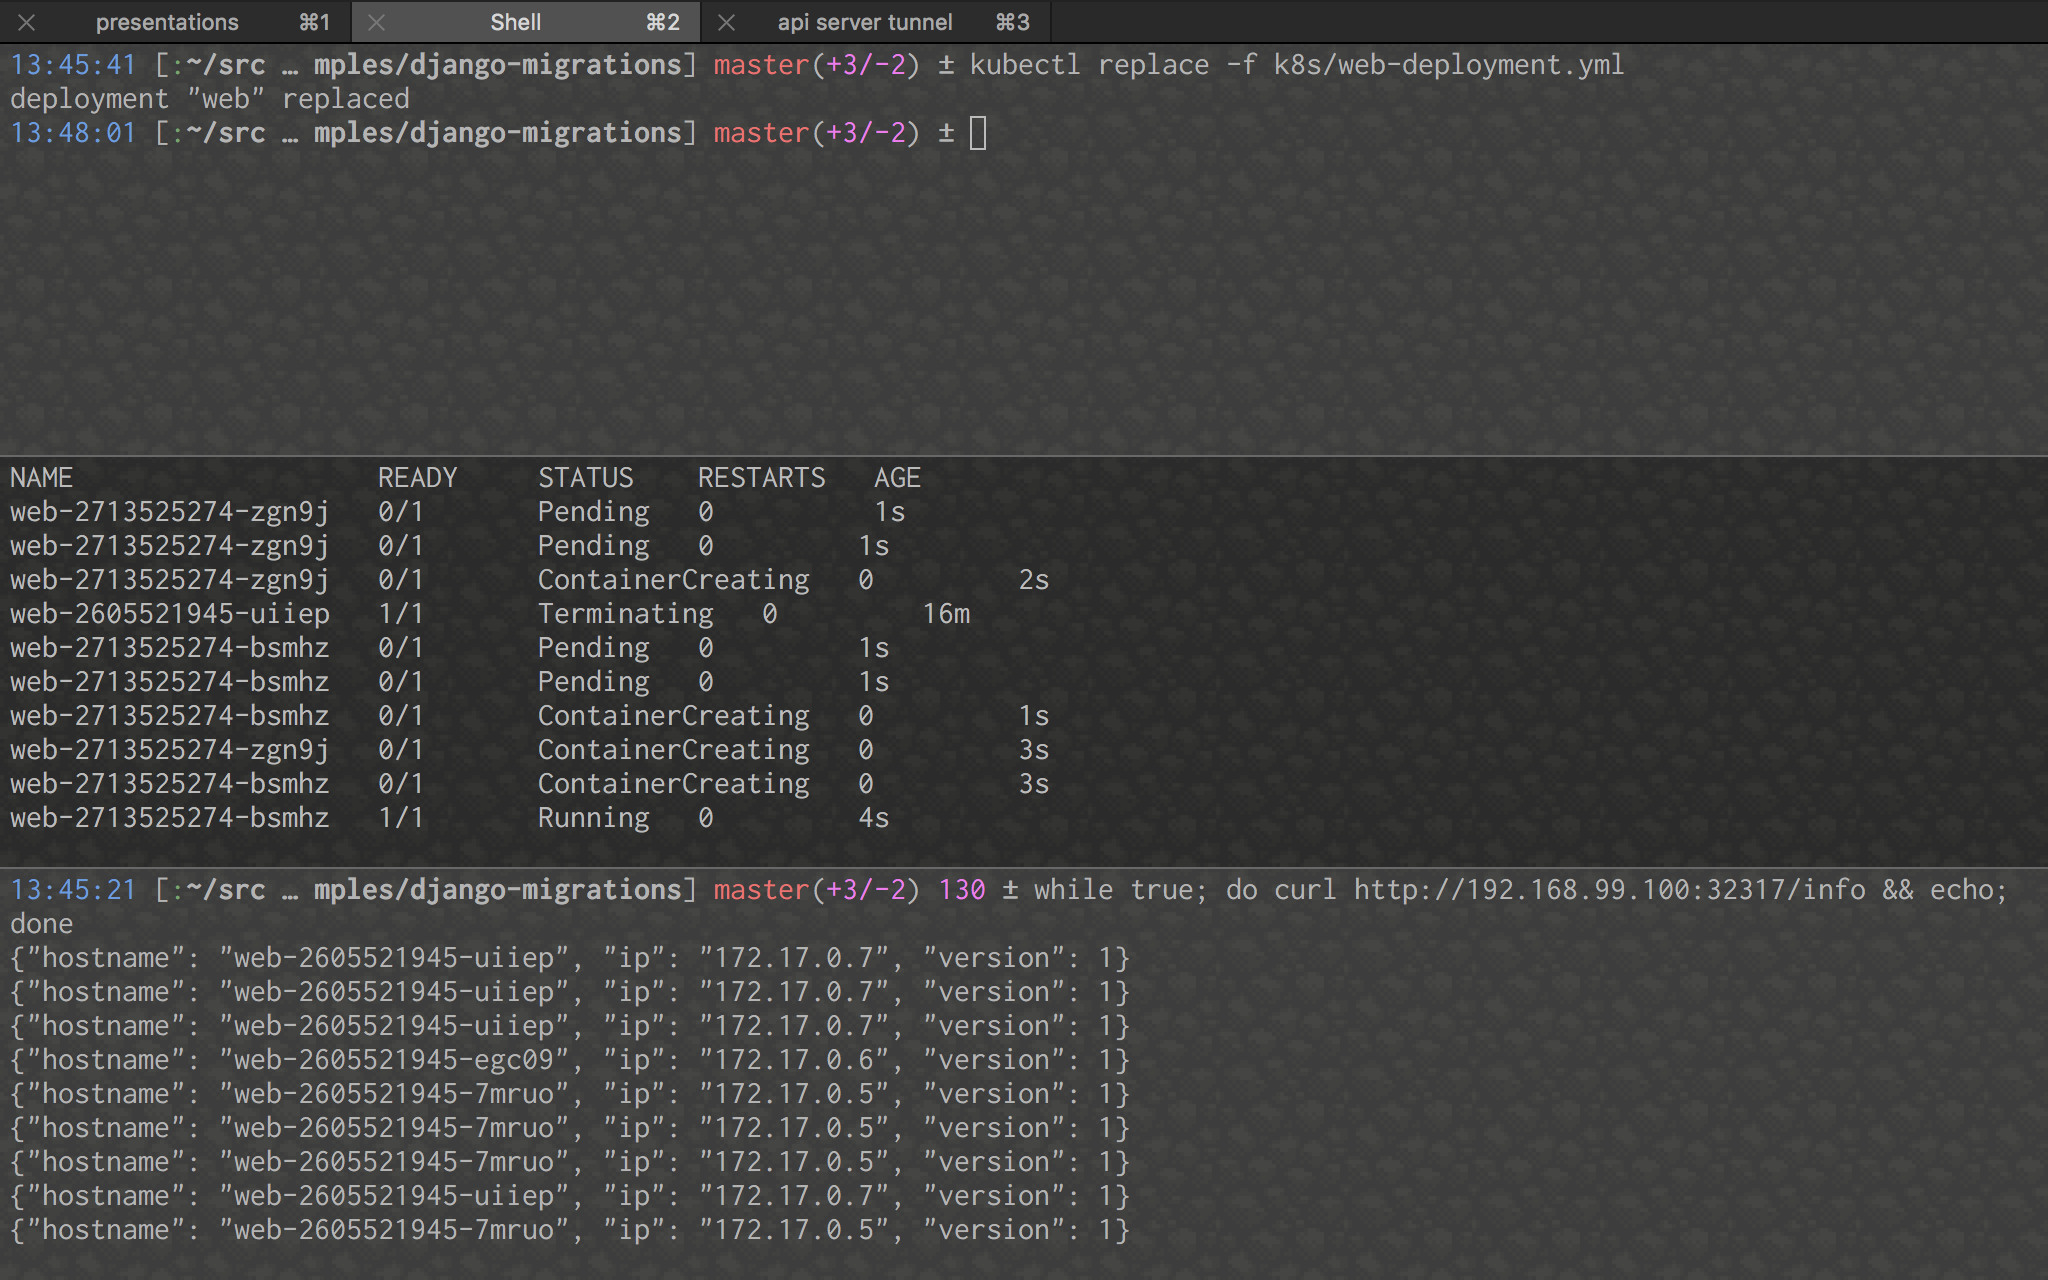 presentations ⌘1 Shell ⌘2 api server tunnel ⌘3
13:45:41 [:~/src … mples/django-migrations] master(+3/-2) ± kubectl replace -f k8s/web-deployment.yml
deployment "web" replaced
13:48:01 [:~/src … mples/django-migrations] master(+3/-2) ±
NAME READY STATUS RESTARTS AGE
web-2713525274-zgn9j 0/1 Pending 0 1s
web-2713525274-zgn9j 0/1 Pending 0 1s
web-2713525274-zgn9j 0/1 ContainerCreating 0 2s
web-2605521945-uiiep 1/1 Terminating 0 16m
web-2713525274-bsmhz 0/1 Pending 0 1s
web-2713525274-bsmhz 0/1 Pending 0 1s
web-2713525274-bsmhz 0/1 ContainerCreating 0 1s
web-2713525274-zgn9j 0/1 ContainerCreating 0 3s
web-2713525274-bsmhz 0/1 ContainerCreating 0 3s
web-2713525274-bsmhz 1/1 Running 0 4s
13:45:21 [:~/src … mples/django-migrations] master(+3/-2) 130 ± while true; do curl http://192.168.99.100:32317/info && echo;
done
{"hostname": "web-2605521945-uiiep", "ip": "172.17.0.7", "version": 1}
{"hostname": "web-2605521945-uiiep", "ip": "172.17.0.7", "version": 1}
{"hostname": "web-2605521945-uiiep", "ip": "172.17.0.7", "version": 1}
{"hostname": "web-2605521945-egc09", "ip": "172.17.0.6", "version": 1}
{"hostname": "web-2605521945-7mruo", "ip": "172.17.0.5", "version": 1}
{"hostname": "web-2605521945-7mruo", "ip": "172.17.0.5", "version": 1}
{"hostname": "web-2605521945-7mruo", "ip": "172.17.0.5", "version": 1}
{"hostname": "web-2605521945-uiiep", "ip": "172.17.0.7", "version": 1}
{"hostname": "web-2605521945-7mruo", "ip": "172.17.0.5", "version": 1}